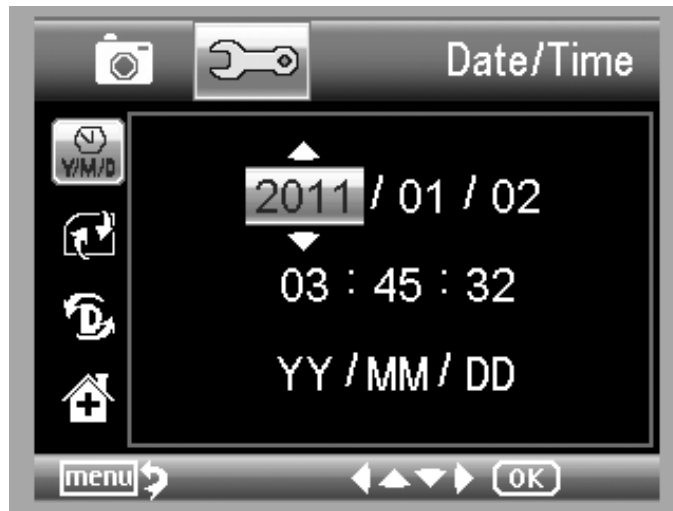 Date/Time
Y/M/D
2011 / 01 / 02
03 : 45 : 32
D
YY / MM / DD
menu OK